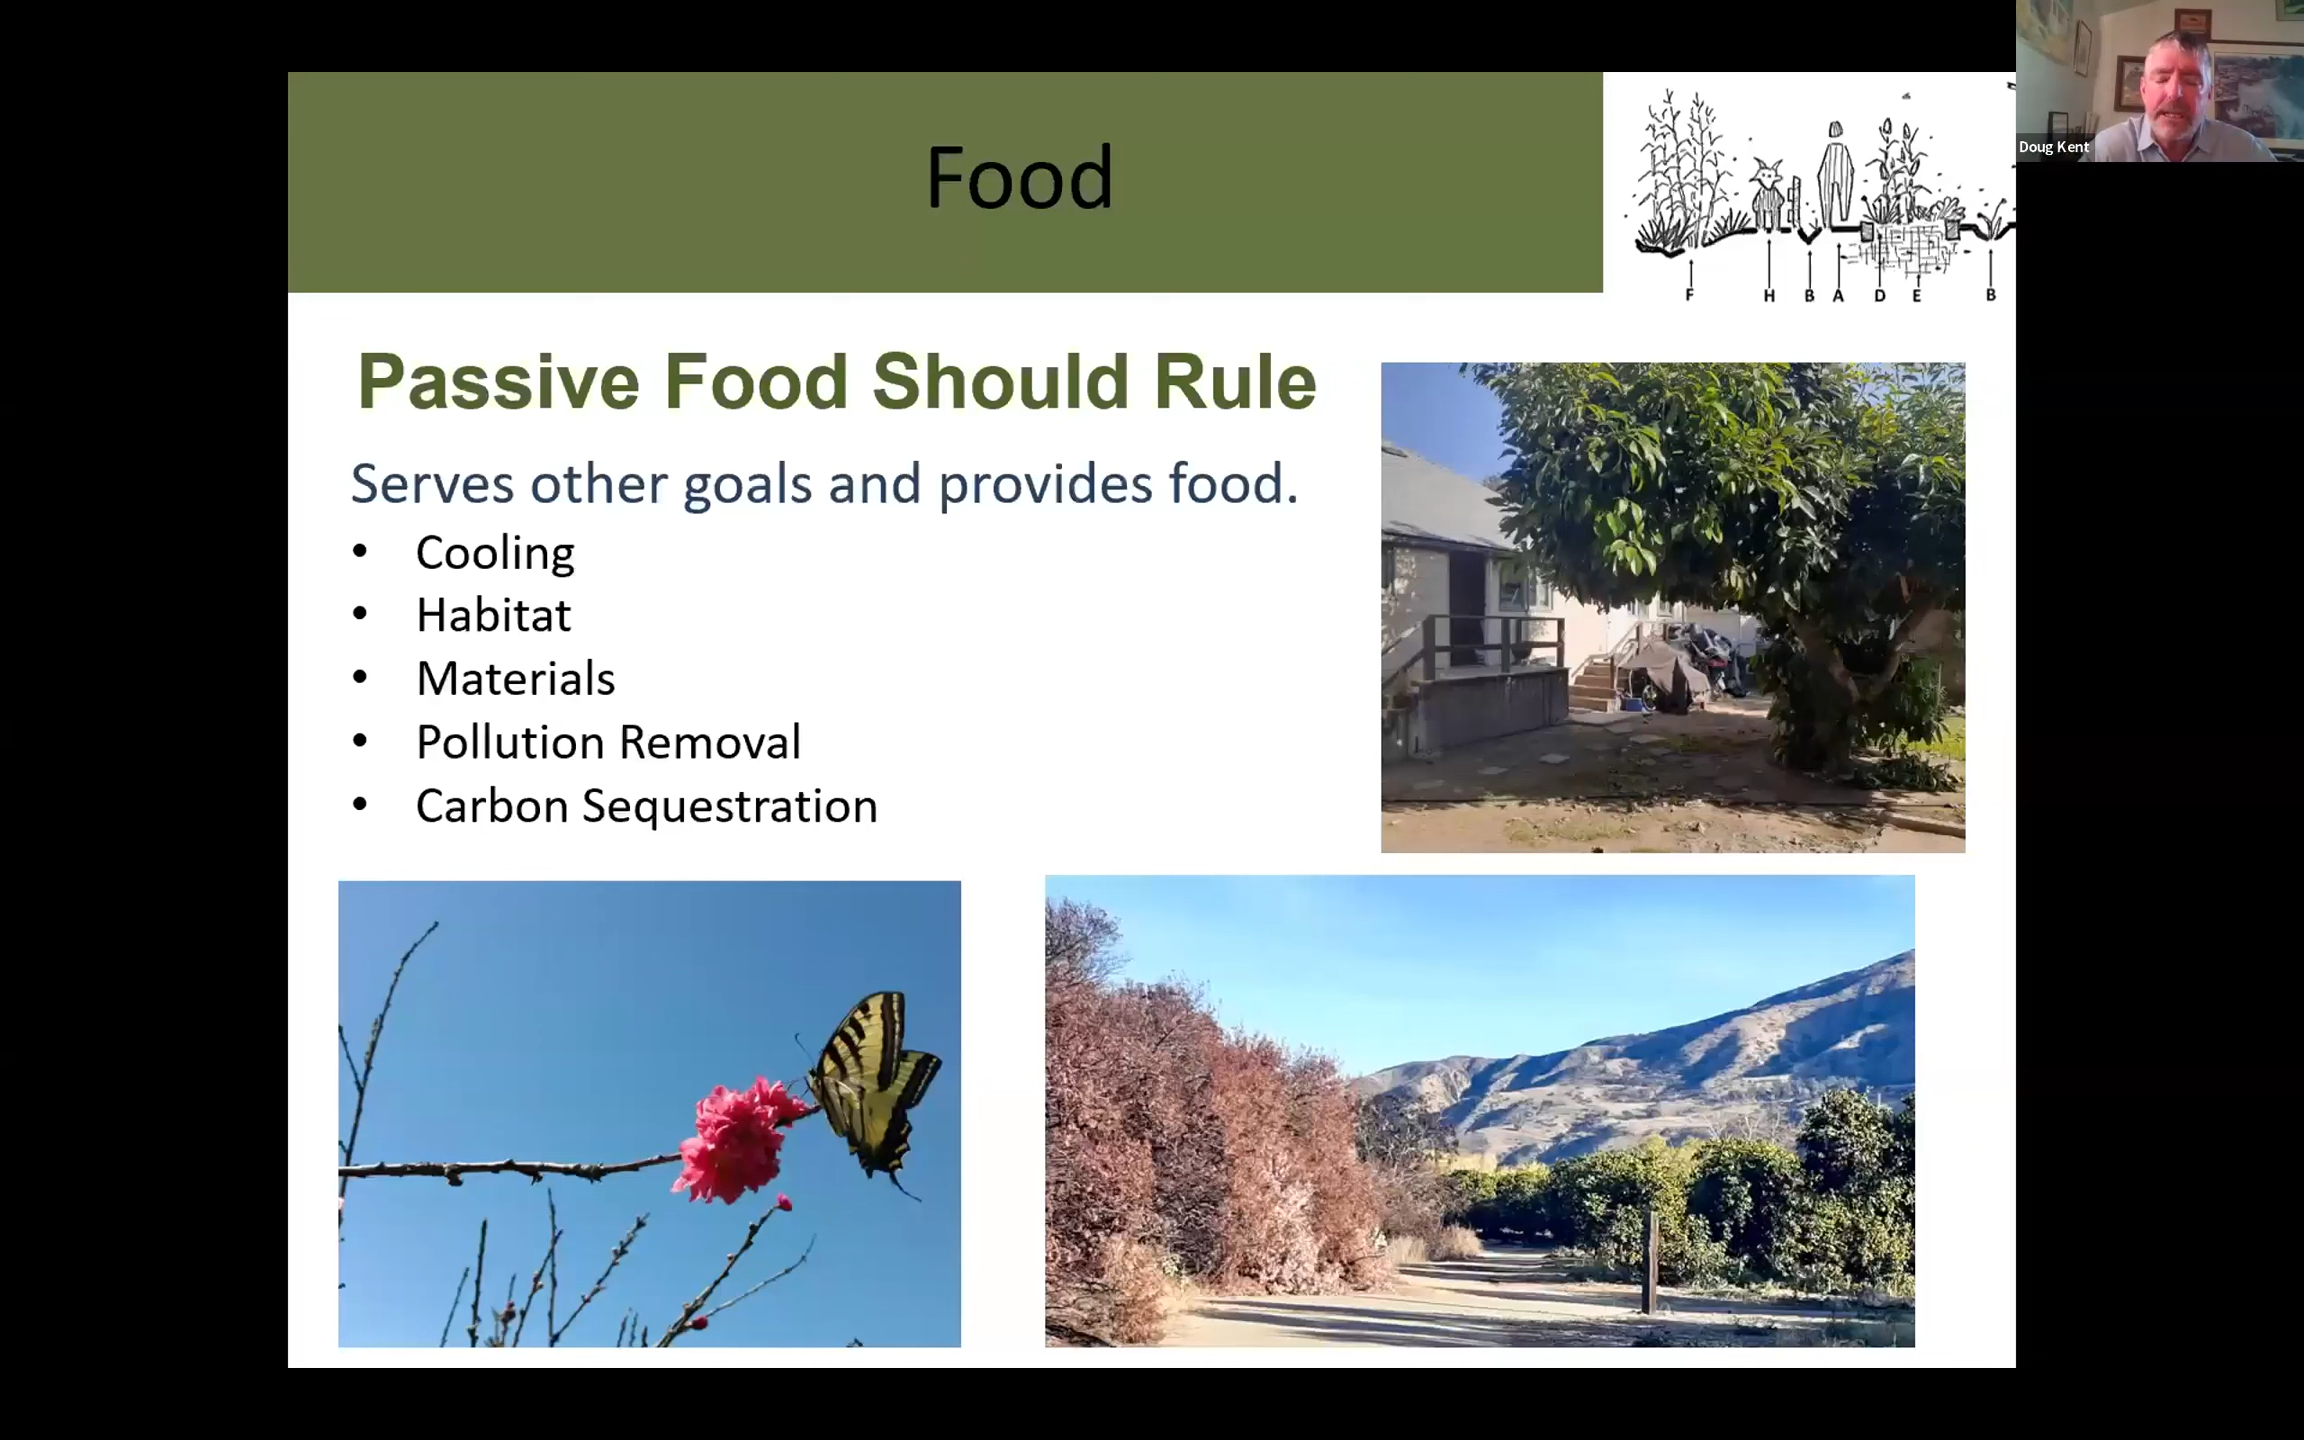 Food
Doug Kent
F H B A D E B
Passive Food Should Rule
Serves other goals and provides food.
• Cooling
• Habitat
• Materials
• Pollution Removal
• Carbon Sequestration